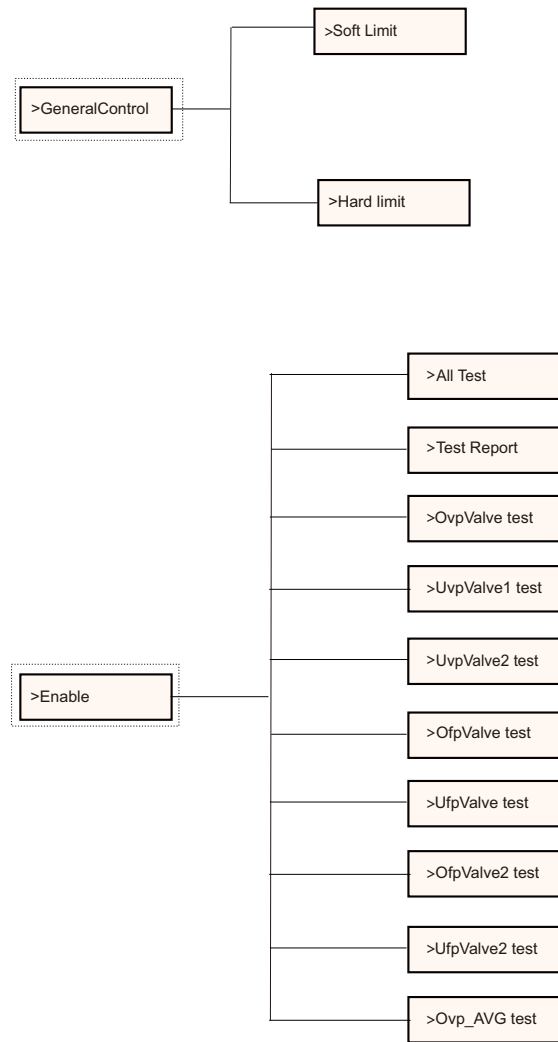 >Soft Limit
>GeneralControl
>Hard limit
>All Test
>Test Report
>OvpValve test
>UvpValve1 test
>UvpValve2 test
>Enable
>OfpValve test
>UfpValve test
>OfpValve2 test
>UfpValve2 test
>Ovp_AVG test